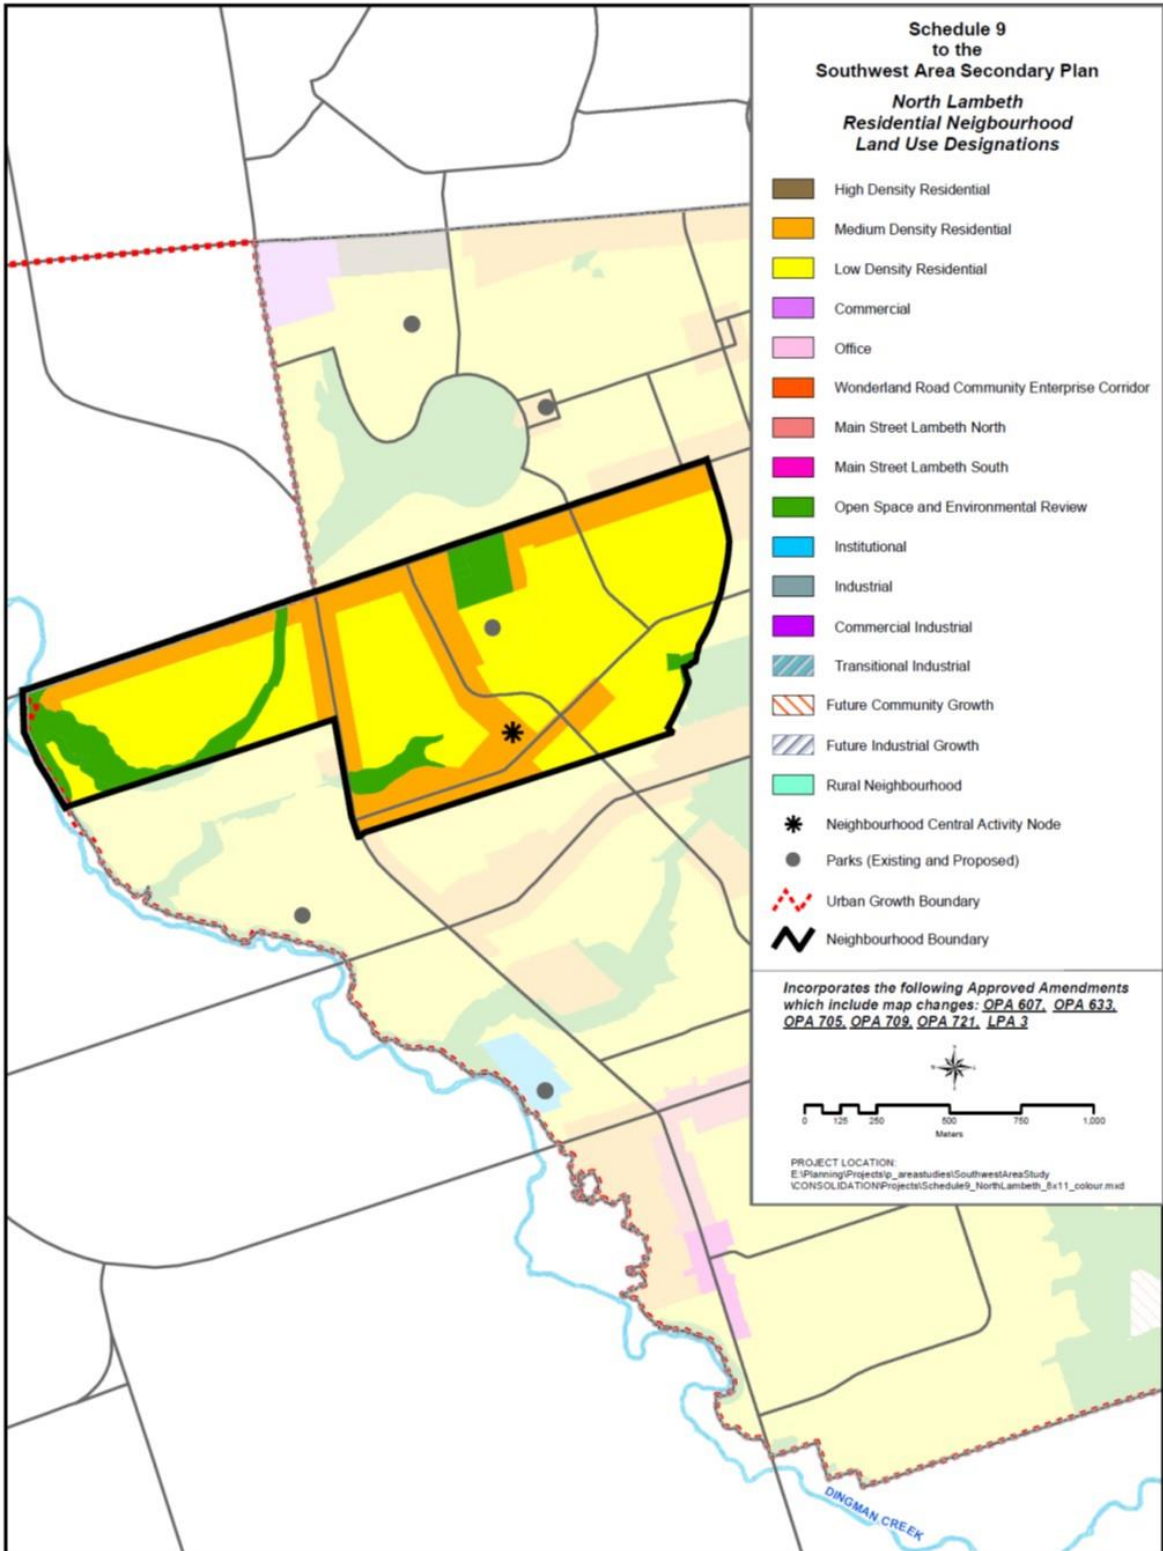 Schedule 9
to the
Southwest Area Secondary Plan
North Lambeth
Residential Neigbourhood
Land Use Designations
High Density Residential
Medium Density Residential
Low Density Residential
Commercial
Office
Wonderland Road Community Enterprise Corridor
Main Street Lambeth North
Main Street Lambeth South
Open Space and Environmental Review
Institutional
Industrial
Commercial Industrial
Transitional Industrial
Future Community Growth
Future Industrial Growth
Rural Neighbourhood
Neighbourhood Central Activity Node
Parks (Existing and Proposed)
Urban Growth Boundary
Neighbourhood Boundary
Incorporates the following Approved Amendments
which include map changes: OPA 607, OPA 633,
OPA 705, OPA 709, OPA 721, LPA 3
0 125 250 500 750 1,000
Meters
PROJECT LOCATION:
E:\Planning\Projects\p_areastudies\SouthwestAreaStudy
\CONSOLIDATION\Projects\Schedule9_NorthLambeth_8x11_colour.mxd
DINGMAN CREEK